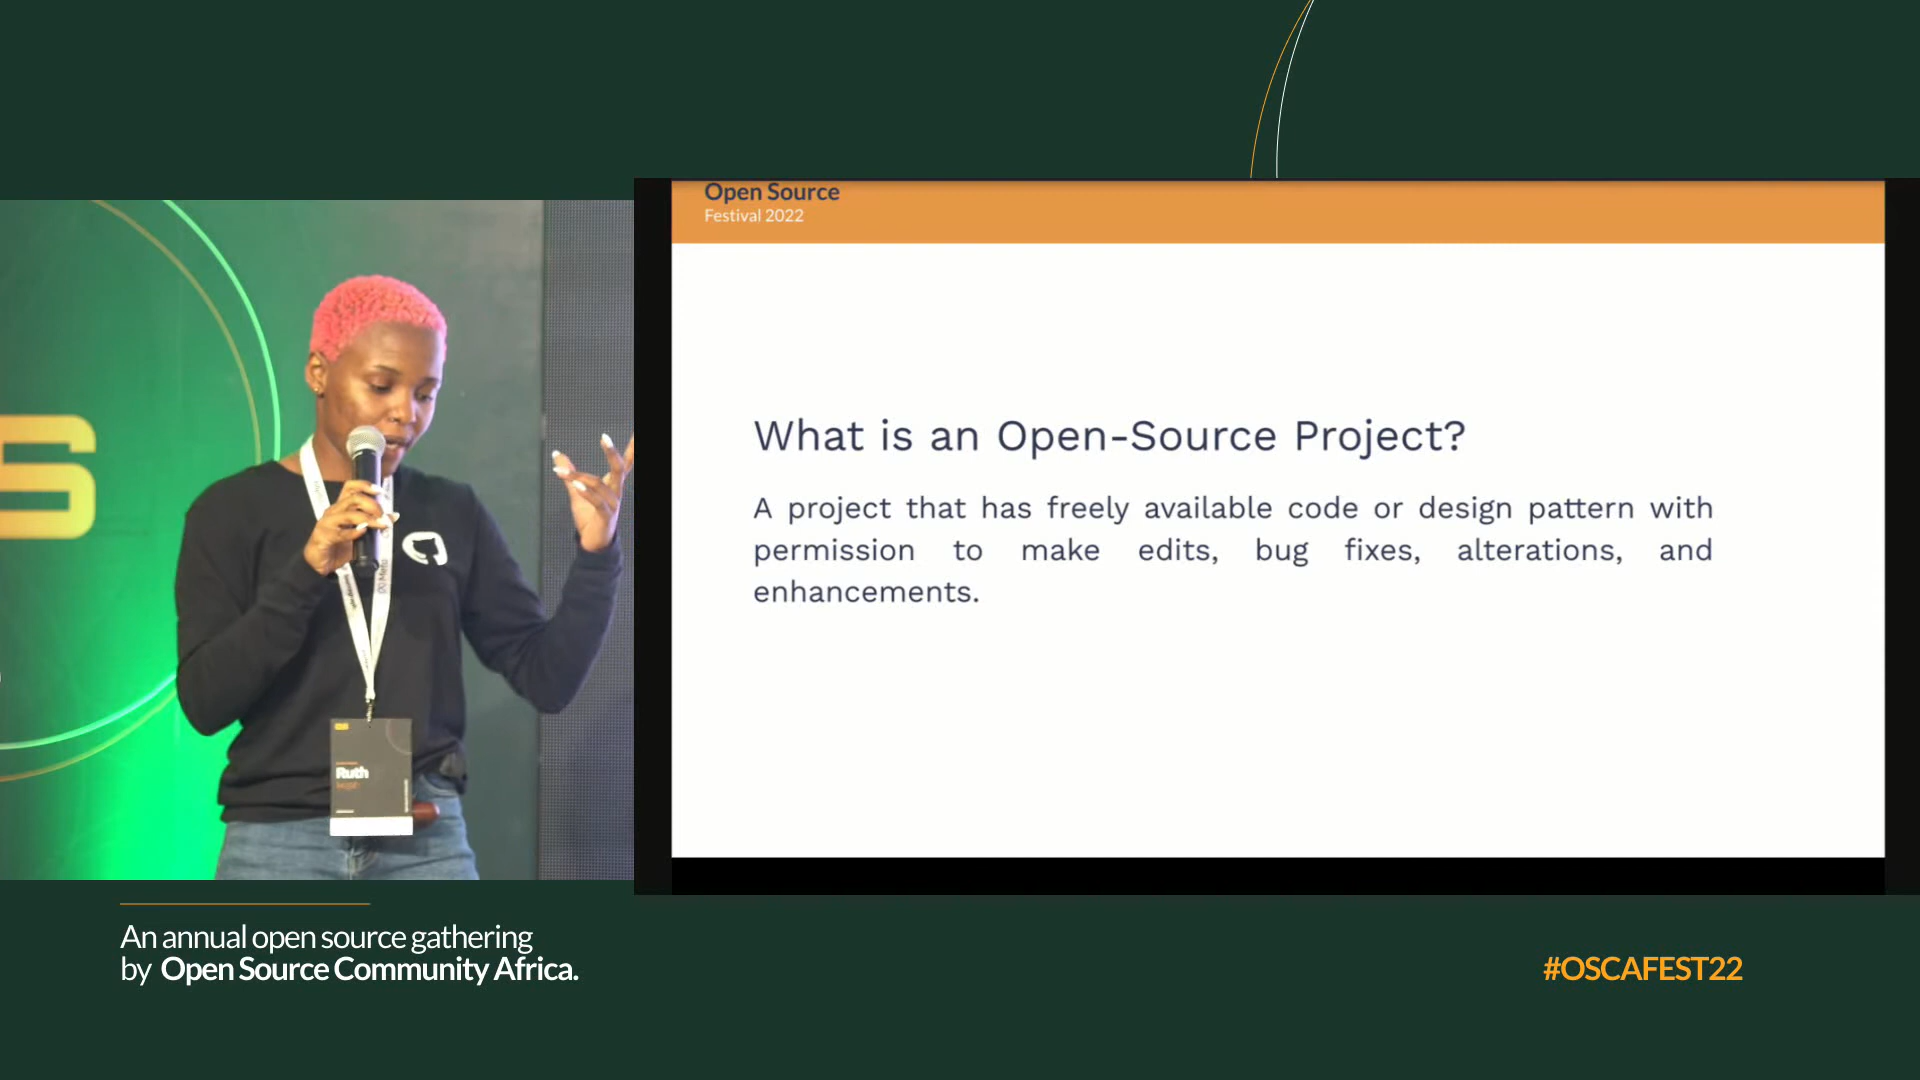 Open Source
Festival 2022
What is an Open-Source Project?
A project that has freely available code or design pattern with
permission to make edits, bug fixes, alterations, and
enhancements.
S
Meta
Ruth
An annual open source gathering
by Open Source Community Africa.
#OSCAFEST22